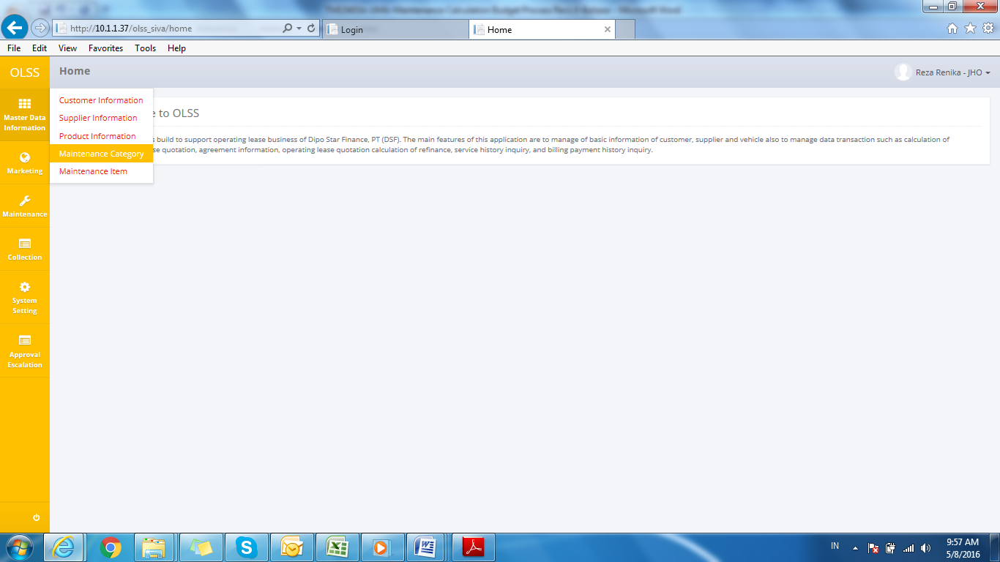 http://10.1.1.37/olss_siva/home
Login
Home
File Edit View Favorites Tools Help
OLSS
Home
Reza Renika - JHO
Master Data
Information
Customer Information
Supplier Information
Product Information
Maintenance Category
Maintenance Item
e to OLSS
s build to support operating lease business of Dipo Star Finance, PT (DSF). The main features of this application are to manage of basic information of customer, supplier and vehicle also to manage data transaction such as calculation of
se quotation, agreement information, operating lease quotation calculation of refinance, service history inquiry, and billing payment history inquiry.
Marketing
Maintenance
Collection
System
Setting
Approval
Escalation
IN
9:57 AM
5/8/2016